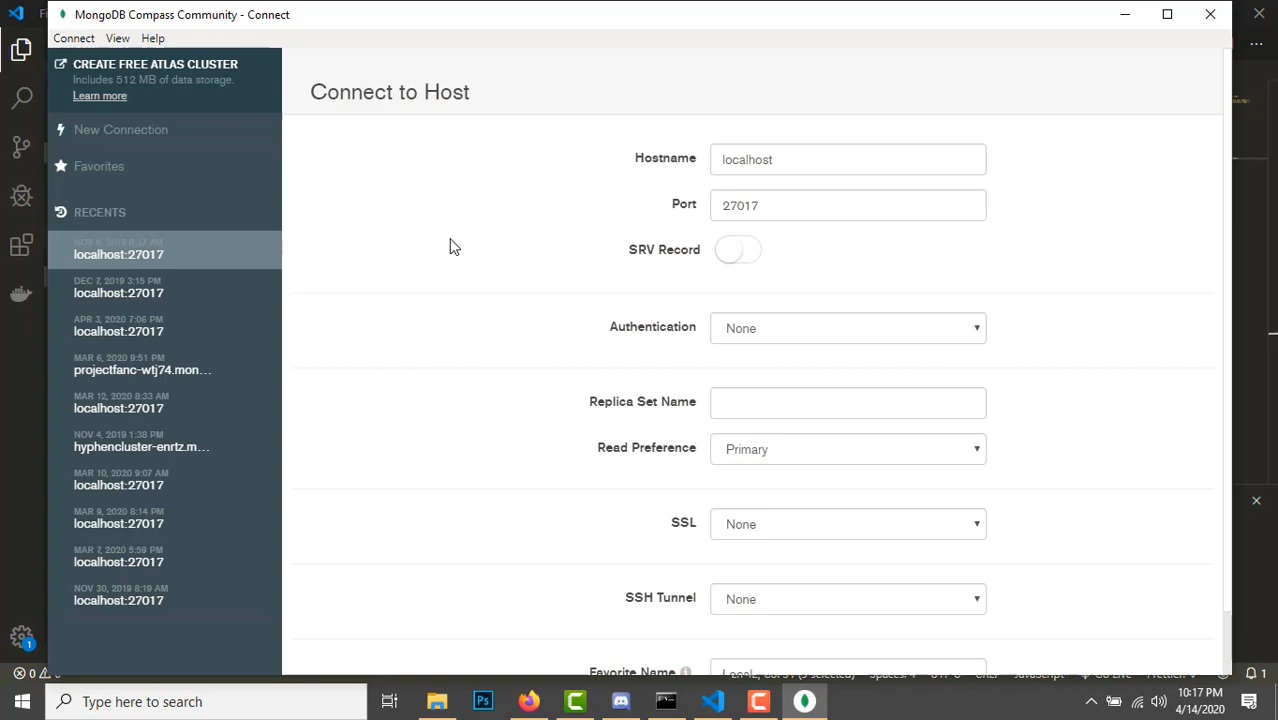 MongoDB Compass Community - Connect
Connect View Help
CREATE FREE ATLAS CLUSTER
Includes 512 MB of data storage.
Learn more
New Connection
Favorites
RECENTS
localhost:27017
DEC 7, 2019 3:15 PM
localhost:27017
APR 3, 2020 7:06 PM
localhost:27017
MAR 6, 2020 9:51 PM
projectfanc-wtj74.mon...
MAR 12, 2020 8:33 AM
localhost:27017
NOV 4, 2019 1:38 PM
hyphencluster-enrtz.m...
MAR 10, 2020 9:07 AM
localhost:27017
MAR 9, 2020 8:14 PM
localhost:27017
MAR 7, 2020 5:59 PM
localhost:27017
NOV 30, 2019 8:19 AM
localhost:27017
Connect to Host
Hostname localhost
Port 27017
SRV Record
Authentication None
Replica Set Name
Read Preference Primary
SSL None
SSH Tunnel None
Favorite Name
1
Type here to search
Ps
10:17 PM
4/14/2020